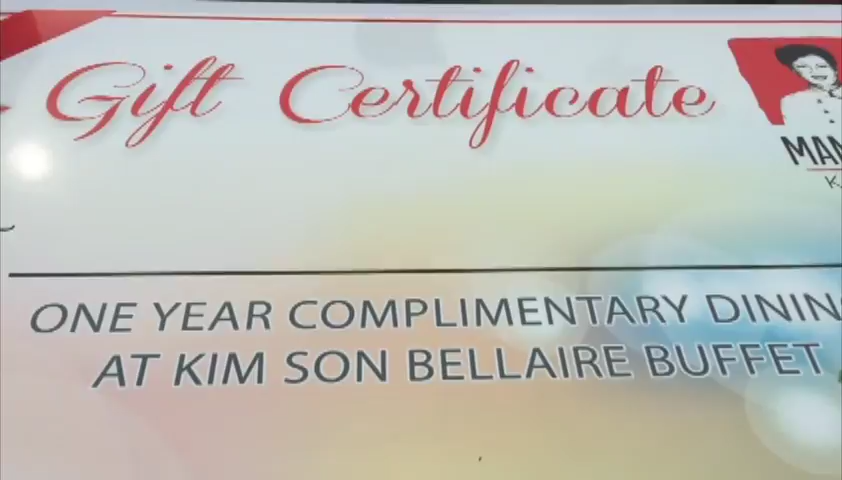 Gift Certificate
ONE YEAR COMPLIMENTARY DINING
AT KIM SON BELLAIRE BUFFET